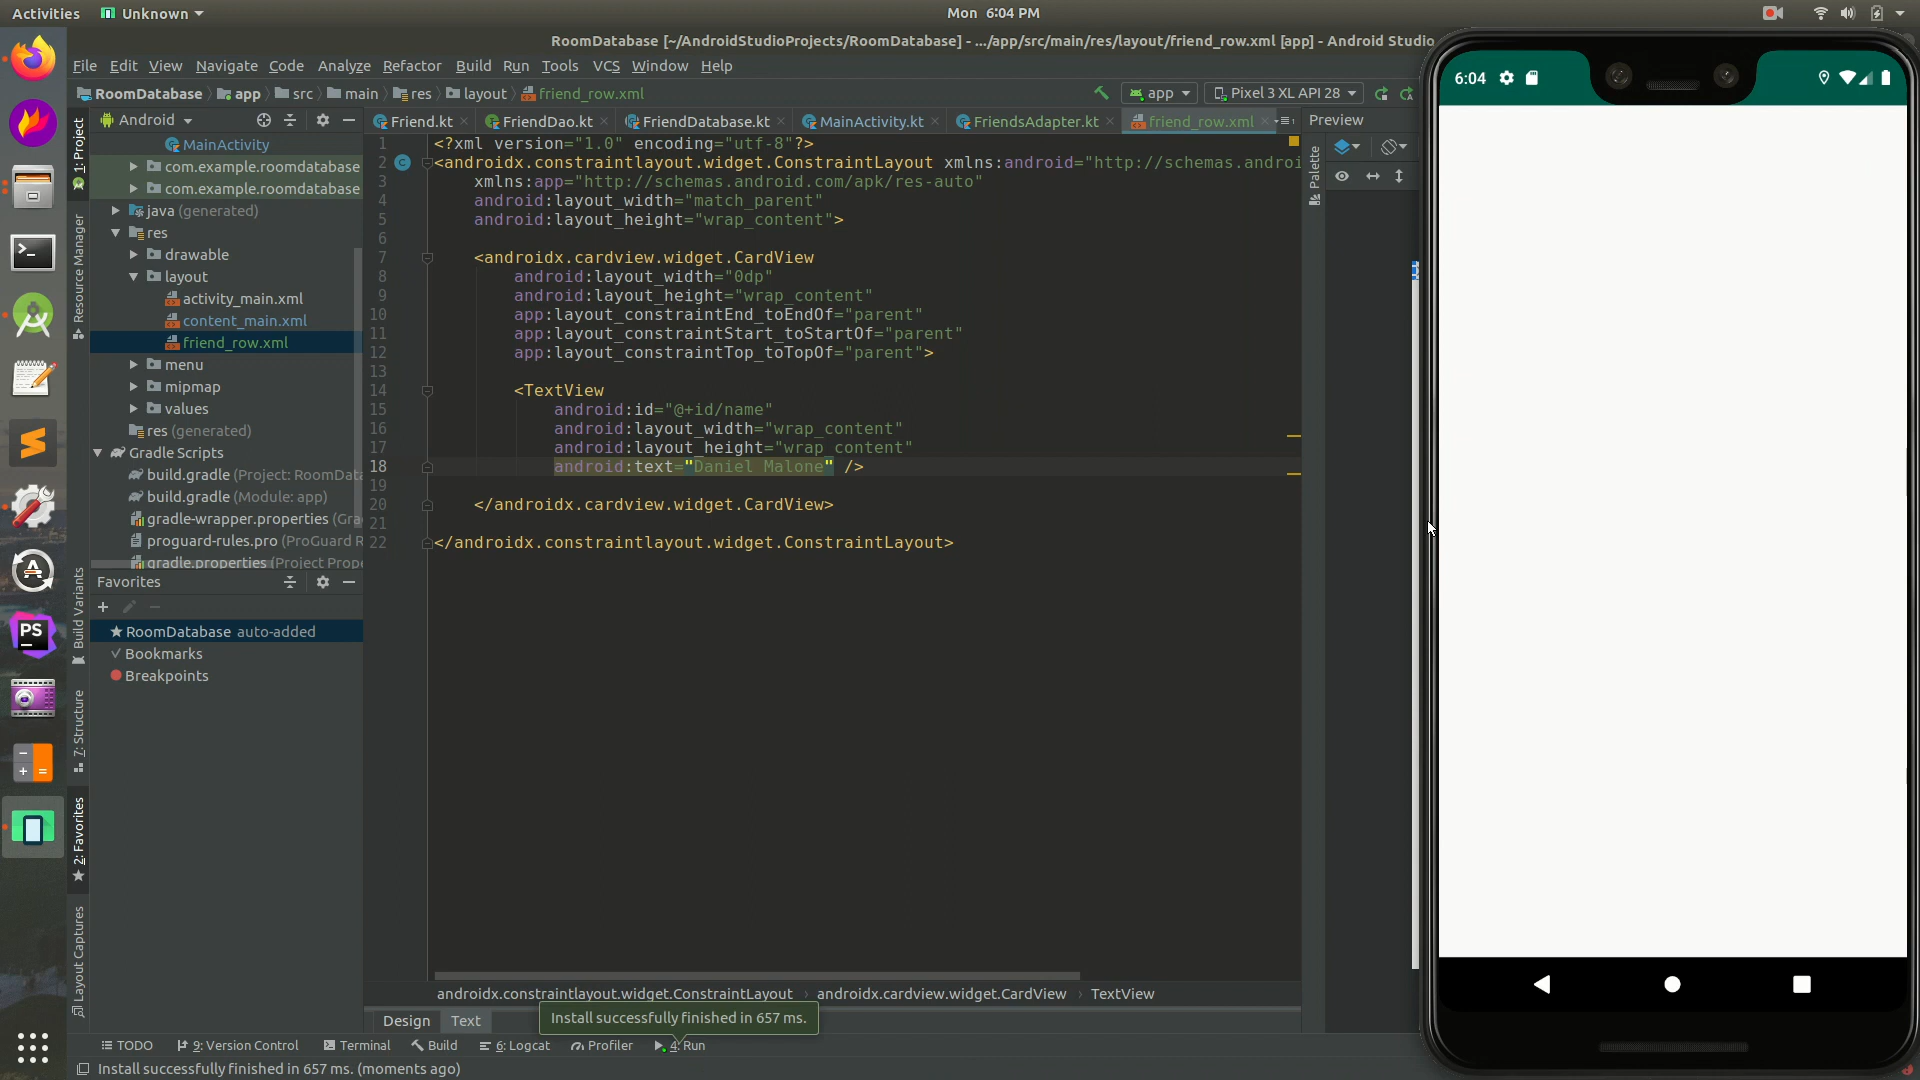 Activities
Unknown
Mon 6:04 PM
RoomDatabase [~/AndroidStudioProjects/RoomDatabase] - .../app/src/main/res/layout/friend_row.xml [app] - Android Studio
File Edit View Navigate Code Analyze Refactor Build Run Tools VCS Window Help
RoomDatabase app src main res layout friend_row.xml
app Pixel 3 XL API 28
Android
Friend.kt FriendDao.kt FriendDatabase.kt MainActivity.kt FriendsAdapter.kt friend_row.xml
Preview
1: Project
Resource Manager
Build Variants
7: Structure
2: Favorites
Layout Captures
MainActivity
com.example.roomdatabase
com.example.roomdatabase
java (generated)
res
drawable
layout
activity_main.xml
content_main.xml
friend_row.xml
menu
mipmap
values
res (generated)
Gradle Scripts
build.gradle (Project: RoomData
build.gradle (Module: app)
gradle-wrapper.properties (Gra
proguard-rules.pro (ProGuard R
gradle.properties (Project Prope
Favorites
RoomDatabase auto-added
Bookmarks
Breakpoints
PS
1 <?xml version="1.0" encoding="utf-8"?>
2 <androidx.constraintlayout.widget.ConstraintLayout xmlns:android="http://schemas.androi
3 xmlns:app="http://schemas.android.com/apk/res-auto"
4 android:layout_width="match_parent"
5 android:layout_height="wrap_content">
6
7 <androidx.cardview.widget.CardView
8 android:layout_width="0dp"
9 android:layout_height="wrap_content"
10 app:layout_constraintEnd_toEndOf="parent"
11 app:layout_constraintStart_toStartOf="parent"
12 app:layout_constraintTop_toTopOf="parent">
13
14 <TextView
15 android:id="@+id/name"
16 android:layout_width="wrap_content"
17 android:layout_height="wrap_content"
18 android:text="Daniel Malone" />
19
20 </androidx.cardview.widget.CardView>
21
22 </androidx.constraintlayout.widget.ConstraintLayout>
Palette
6:04
androidx.constraintlayout.widget.ConstraintLayout androidx.cardview.widget.CardView TextView
Design Text
Install successfully finished in 657 ms.
TODO 9: Version Control Terminal Build 6: Logcat Profiler 4: Run
Install successfully finished in 657 ms. (moments ago)